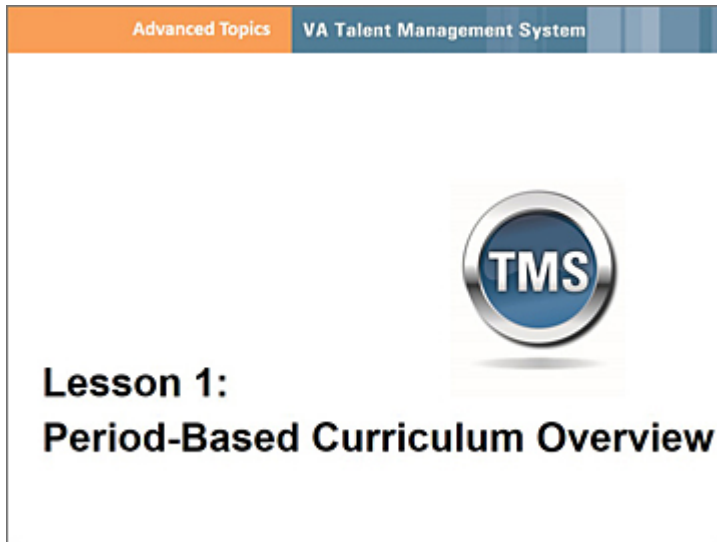 Advanced Topics VA Talent Management System
TMS
Lesson 1:
Period-Based Curriculum Overview